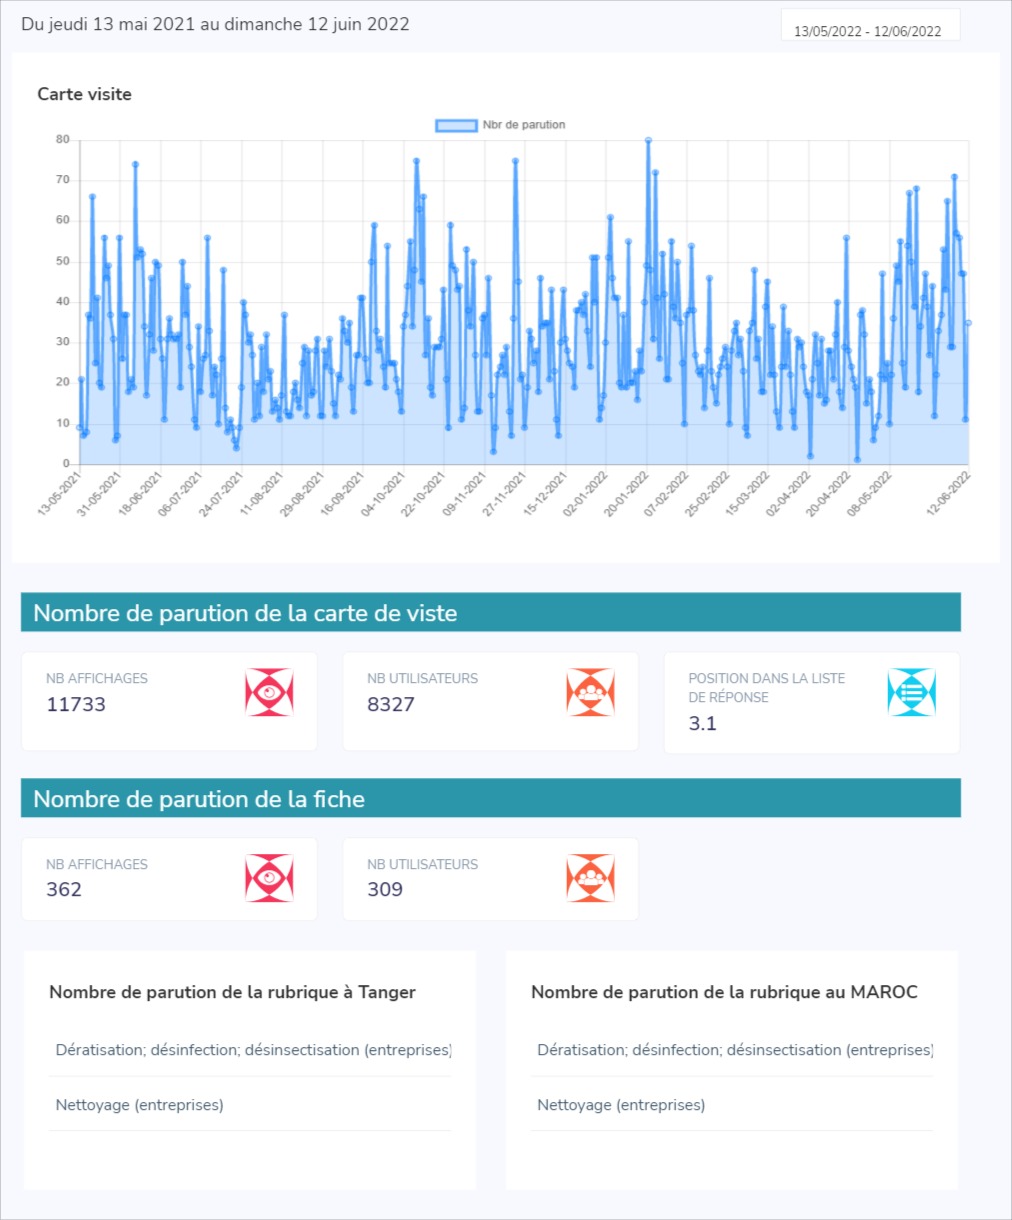 Du jeudi 13 mai 2021 au dimanche 12 juin 2022
13/05/2022 - 12/06/2022
Carte visite
Nbr de parution
80
70
60
50
40
30
20
10
0
13-05-2021
31-05-2021
18-06-2021
06-07-2021
24-07-2021
11-08-2021
29-08-2021
16-09-2021
04-10-2021
22-10-2021
09-11-2021
27-11-2021
15-12-2021
02-01-2022
20-01-2022
07-02-2022
25-02-2022
15-03-2022
02-04-2022
20-04-2022
08-05-2022
12-06-2022
Nombre de parution de la carte de viste
NB AFFICHAGES
11733
NB UTILISATEURS
8327
POSITION DANS LA LISTE
DE RÉPONSE
3.1
Nombre de parution de la fiche
NB AFFICHAGES
362
NB UTILISATEURS
309
Nombre de parution de la rubrique à Tanger
Dératisation; désinfection; désinsectisation (entreprises)
Nettoyage (entreprises)
Nombre de parution de la rubrique au MAROC
Dératisation; désinfection; désinsectisation (entreprises)
Nettoyage (entreprises)